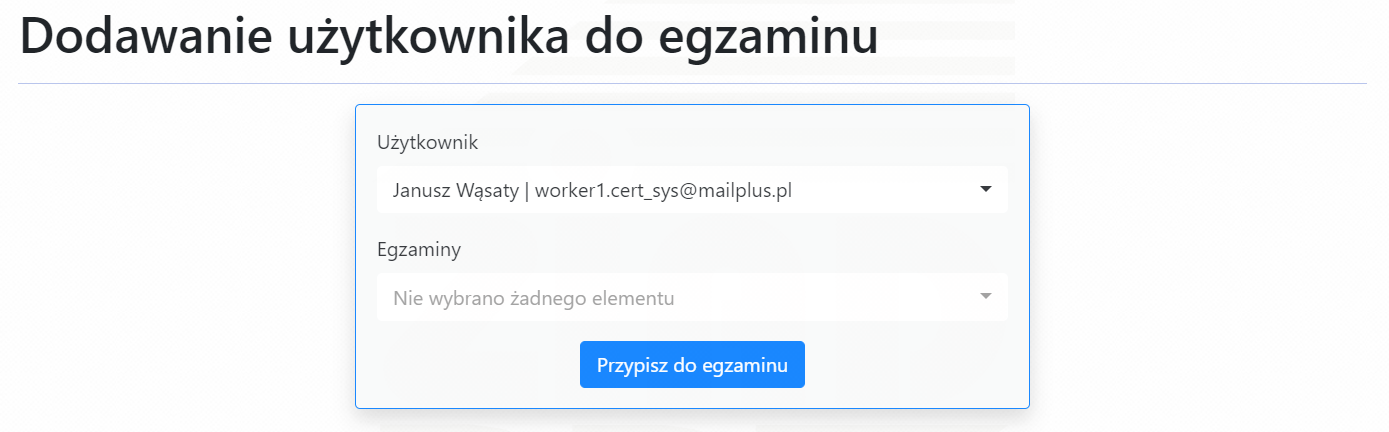 Dodawanie użytkownika do egzaminu
Użytkownik
Janusz Wąsaty | worker1.cert_sys@mailplus.pl
Egzaminy
Nie wybrano żadnego elementu
Przypisz do egzaminu